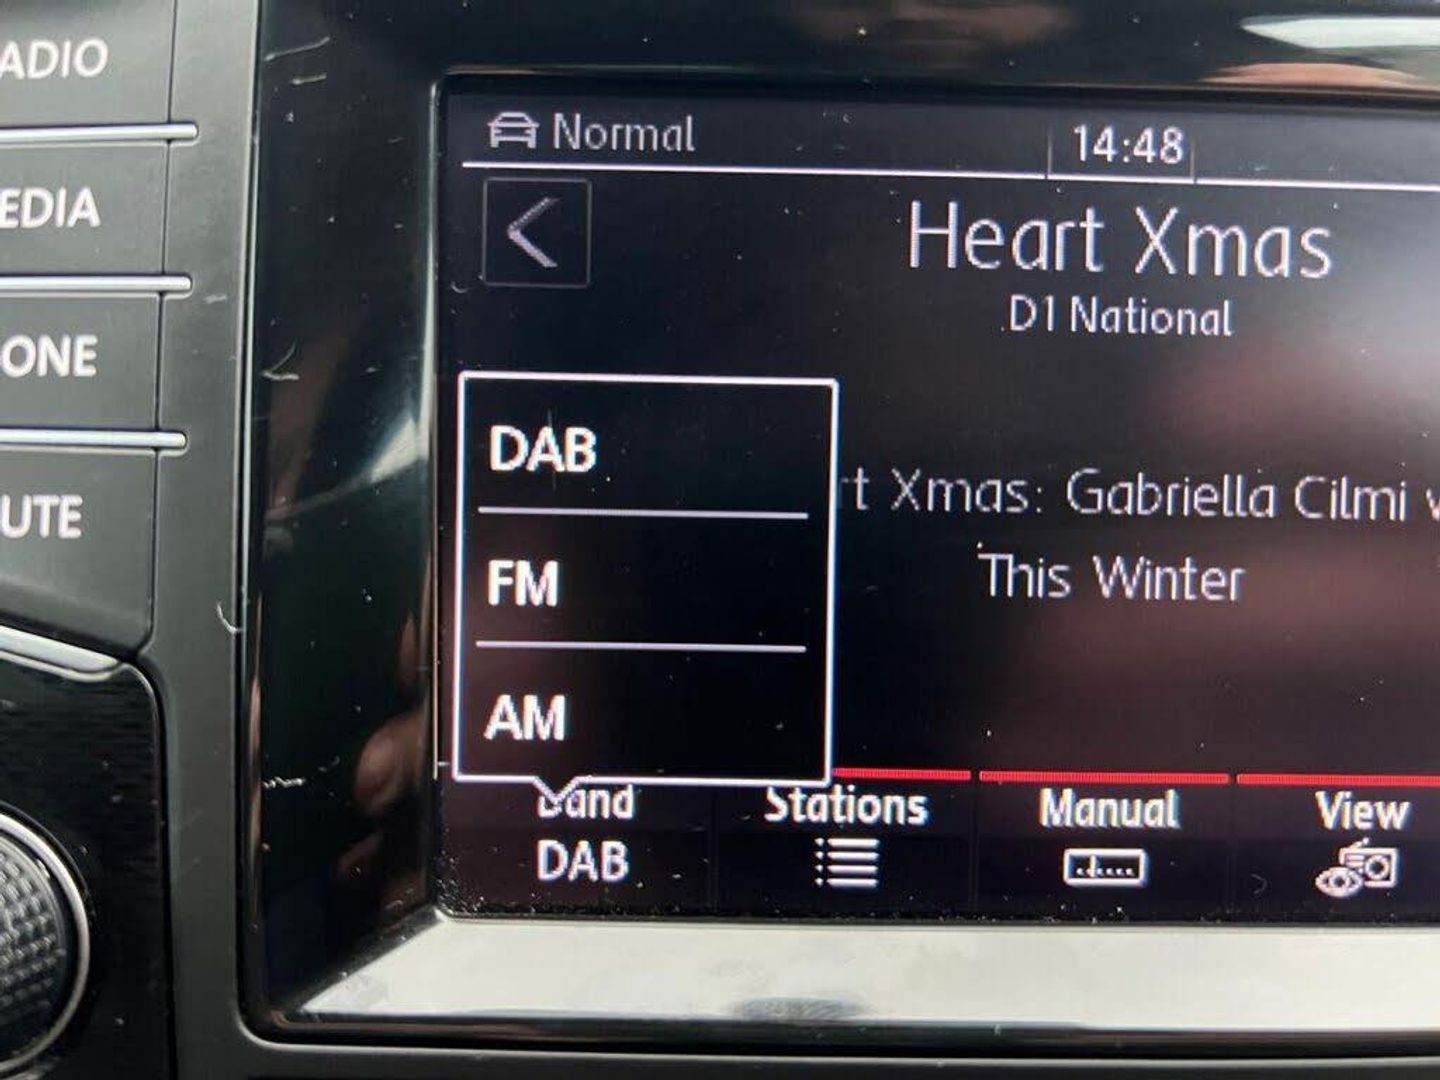 ADIO
EDIA
ONE
UTE
Normal
14:48
Heart Xmas
D1 National
DAB
FM
AM
t Xmas: Gabriella Cilmi
This Winter
Band
Stations
Manual
View
DAB